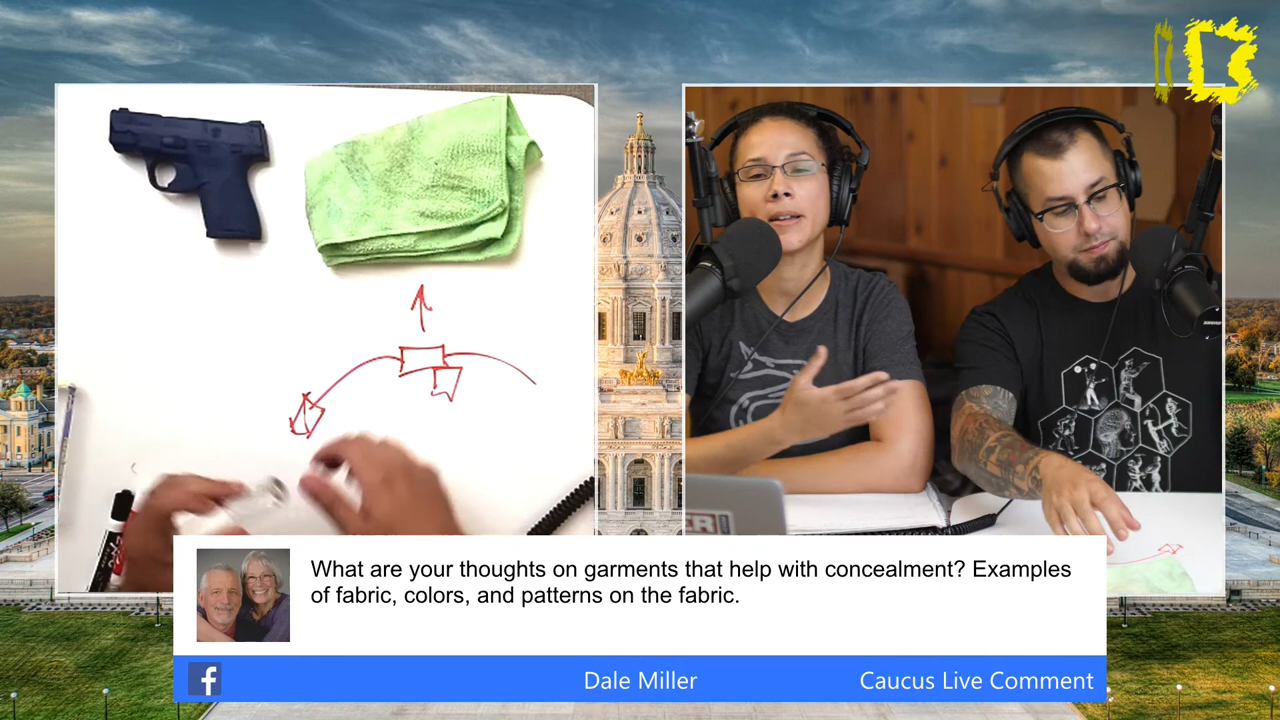 What are your thoughts on garments that help with concealment? Examples
of fabric, colors, and patterns on the fabric.
Dale Miller
Caucus Live Comment